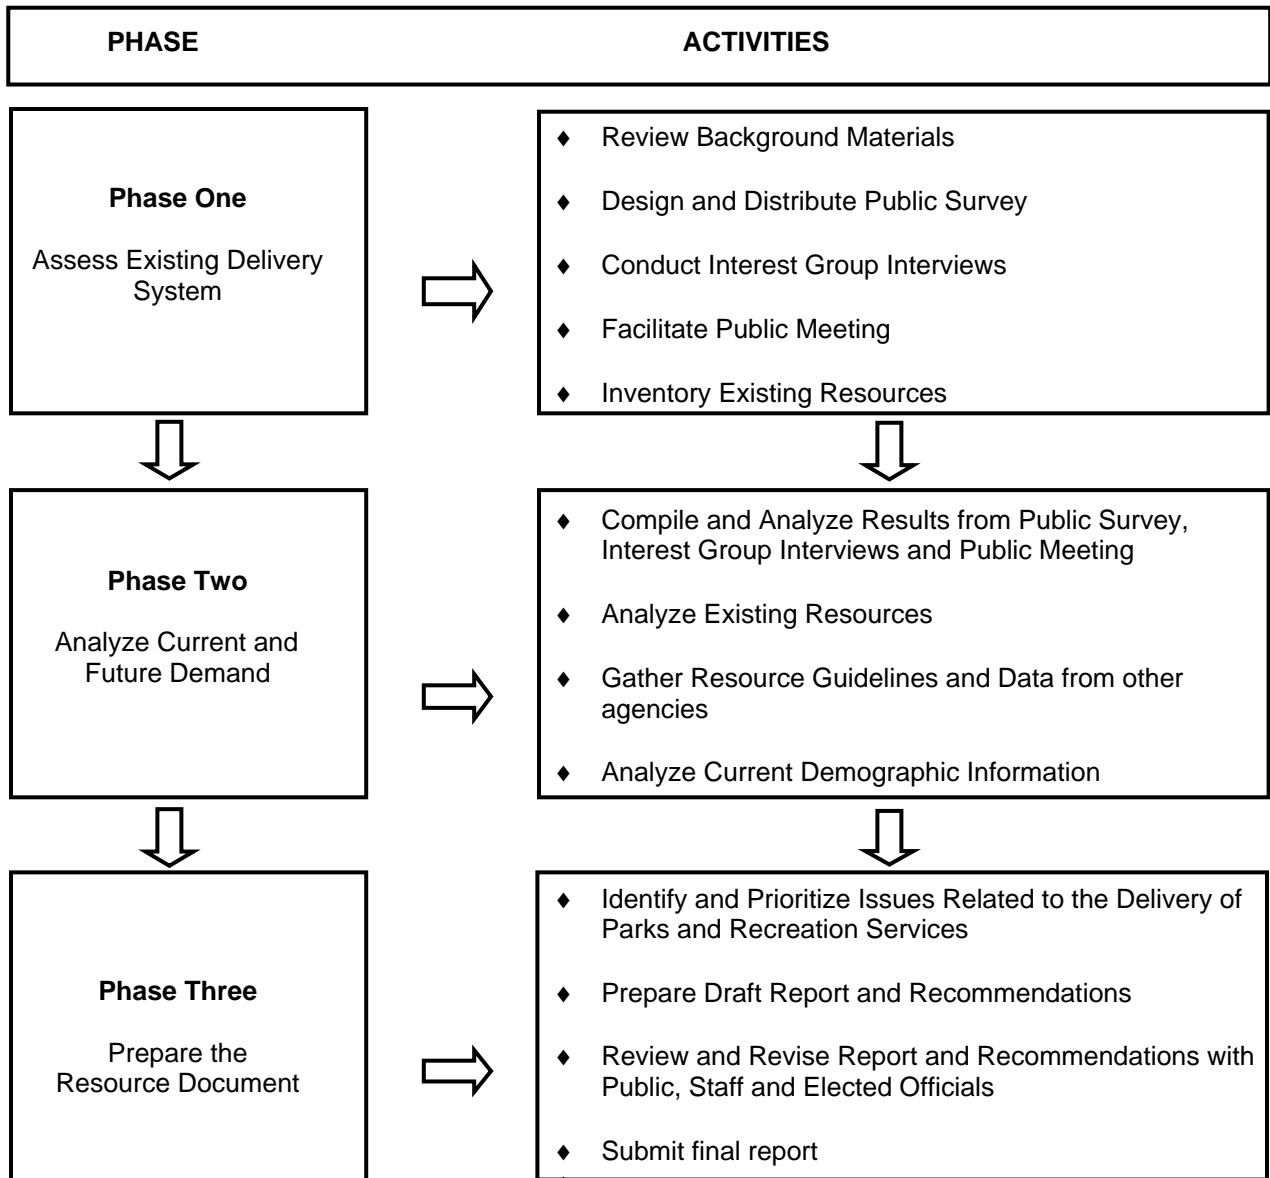 PHASE ACTIVITIES
Phase One
Assess Existing Delivery
System
♦ Review Background Materials
♦ Design and Distribute Public Survey
♦ Conduct Interest Group Interviews
♦ Facilitate Public Meeting
♦ Inventory Existing Resources
Phase Two
Analyze Current and
Future Demand
♦ Compile and Analyze Results from Public Survey,
Interest Group Interviews and Public Meeting
♦ Analyze Existing Resources
♦ Gather Resource Guidelines and Data from other
agencies
♦ Analyze Current Demographic Information
Phase Three
Prepare the
Resource Document
♦ Identify and Prioritize Issues Related to the Delivery of
Parks and Recreation Services
♦ Prepare Draft Report and Recommendations
♦ Review and Revise Report and Recommendations with
Public, Staff and Elected Officials
♦ Submit final report